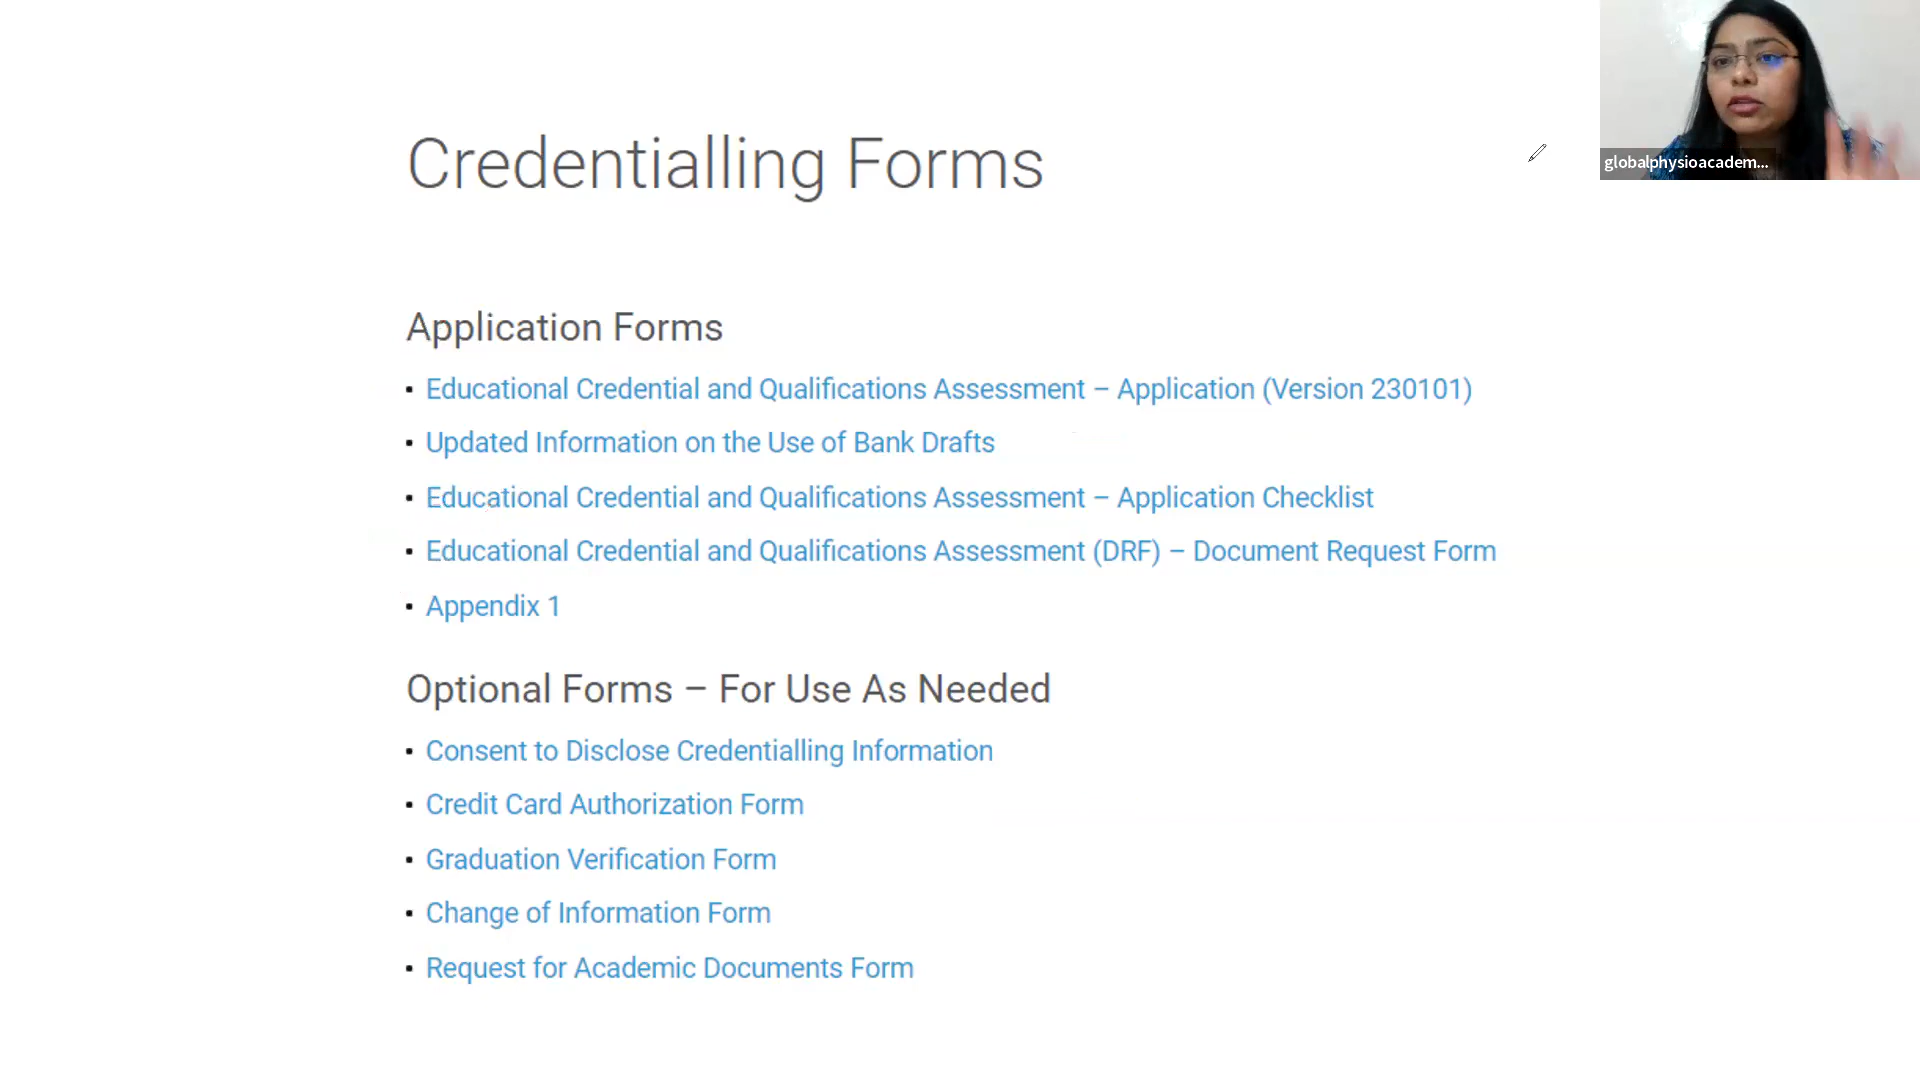 Credentialling Forms
globalphysioacadem...
Application Forms
▪ Educational Credential and Qualifications Assessment – Application (Version 230101)
▪ Updated Information on the Use of Bank Drafts
▪ Educational Credential and Qualifications Assessment – Application Checklist
▪ Educational Credential and Qualifications Assessment (DRF) – Document Request Form
▪ Appendix 1
Optional Forms – For Use As Needed
▪ Consent to Disclose Credentialling Information
▪ Credit Card Authorization Form
▪ Graduation Verification Form
▪ Change of Information Form
▪ Request for Academic Documents Form